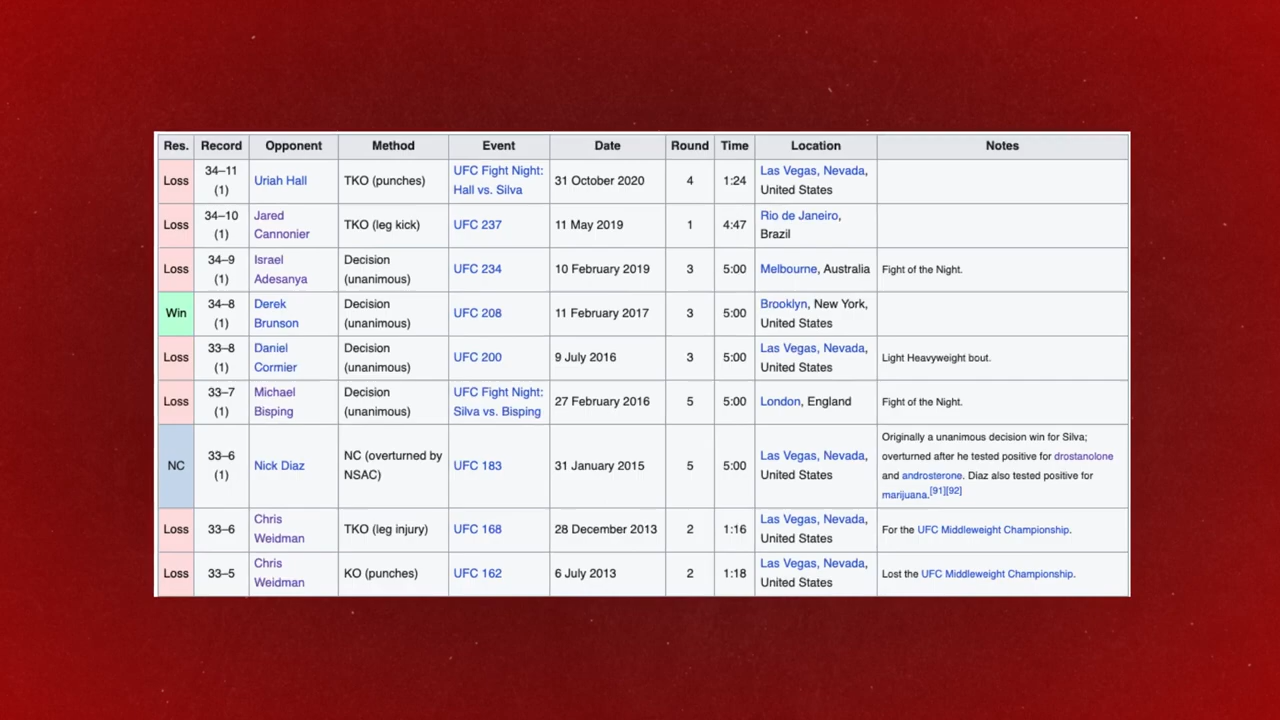 Res. Record Opponent Method Event Date Round Time Location Notes
Loss 34–11 (1) Uriah Hall TKO (punches) UFC Fight Night: Hall vs. Silva 31 October 2020 4 1:24 Las Vegas, Nevada, United States
Loss 34–10 (1) Jared Cannonier TKO (leg kick) UFC 237 11 May 2019 1 4:47 Rio de Janeiro, Brazil
Loss 34–9 (1) Israel Adesanya Decision (unanimous) UFC 234 10 February 2019 3 5:00 Melbourne, Australia Fight of the Night.
Win 34–8 (1) Derek Brunson Decision (unanimous) UFC 208 11 February 2017 3 5:00 Brooklyn, New York, United States
Loss 33–8 (1) Daniel Cormier Decision (unanimous) UFC 200 9 July 2016 3 5:00 Las Vegas, Nevada, United States Light Heavyweight bout.
Loss 33–7 (1) Michael Bisping Decision (unanimous) UFC Fight Night: Silva vs. Bisping 27 February 2016 5 5:00 London, England Fight of the Night.
NC 33–6 (1) Nick Diaz NC (overturned by NSAC) UFC 183 31 January 2015 5 5:00 Las Vegas, Nevada, United States Originally a unanimous decision win for Silva; overturned after he tested positive for drostanolone and androsterone. Diaz also tested positive for marijuana.[91][92]
Loss 33–6 Chris Weidman TKO (leg injury) UFC 168 28 December 2013 2 1:16 Las Vegas, Nevada, United States For the UFC Middleweight Championship.
Loss 33–5 Chris Weidman KO (punches) UFC 162 6 July 2013 2 1:18 Las Vegas, Nevada, United States Lost the UFC Middleweight Championship.